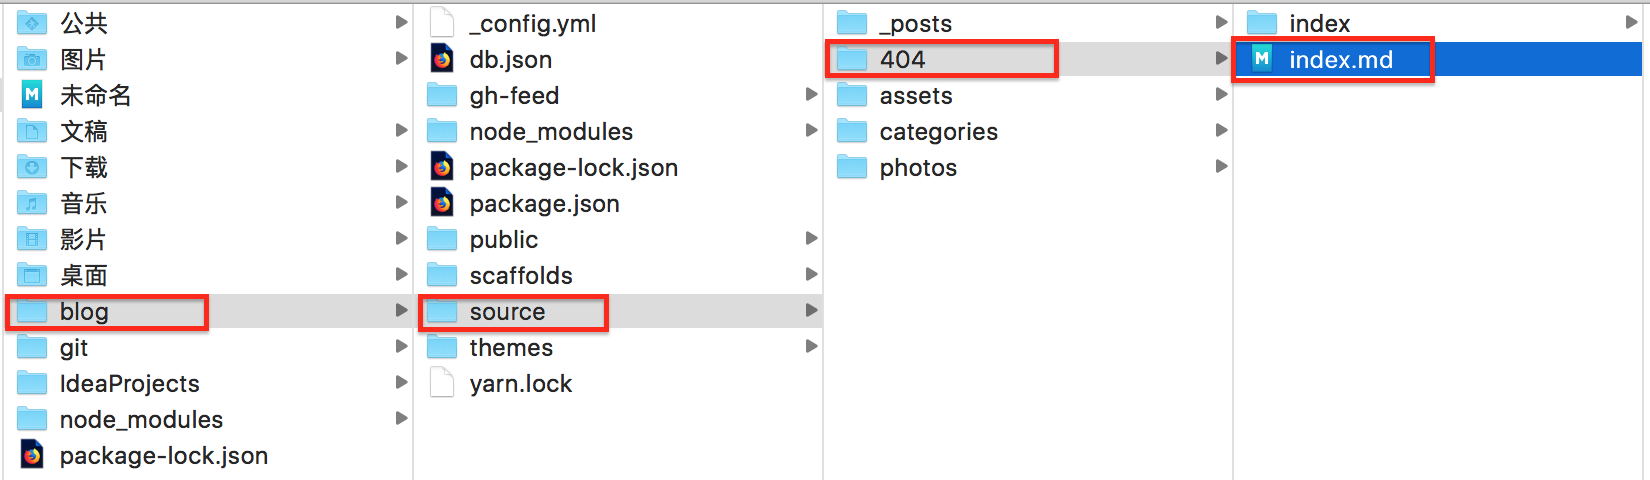 公共
图片
未命名
文稿
下载
音乐
影片
桌面
blog
git
IdeaProjects
node_modules
package-lock.json
_config.yml
db.json
gh-feed
node_modules
package-lock.json
package.json
public
scaffolds
source
themes
yarn.lock
_posts
404
assets
categories
photos
index
index.md